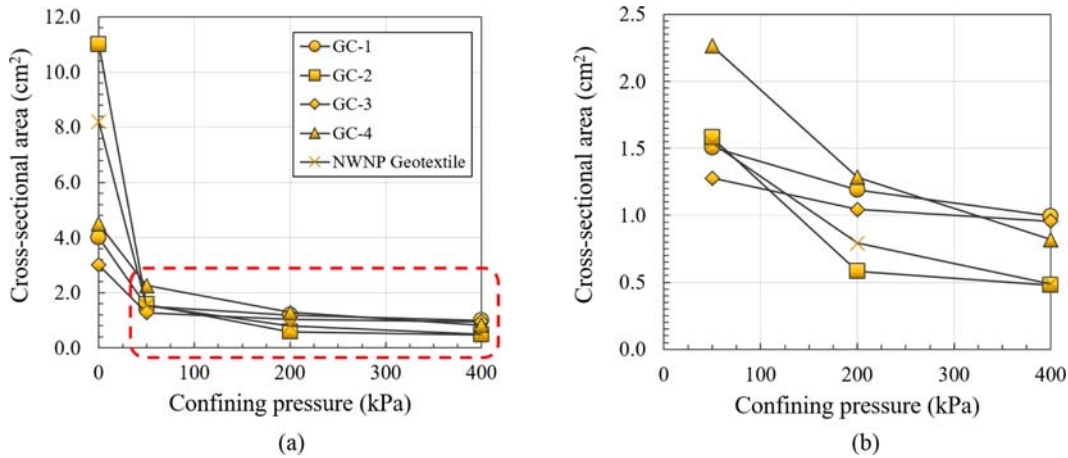 12.0
10.0
8.0
6.0
4.0
2.0
0.0
Cross-sectional area (cm²)
GC-1
GC-2
GC-3
GC-4
NWNP Geotextile
0 100 200 300 400
Confining pressure (kPa)
(a)
2.5
2.0
1.5
1.0
0.5
0.0
Cross-sectional area (cm²)
0 100 200 300 400
Confining pressure (kPa)
(b)